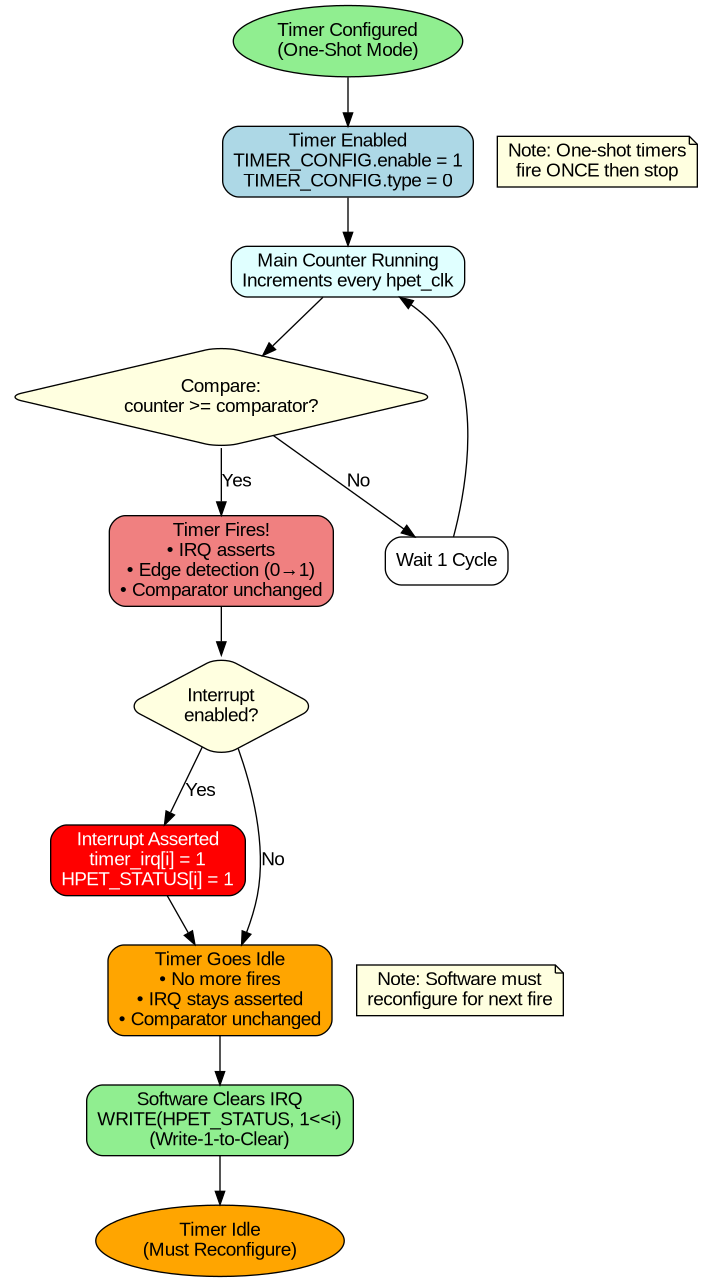 Timer Configured
(One-Shot Mode)
Timer Enabled
TIMER_CONFIG.enable = 1
TIMER_CONFIG.type = 0
Note: One-shot timers
fire ONCE then stop
Main Counter Running
Increments every hpet_clk
Compare:
counter >= comparator?
Yes
No
Timer Fires!
• IRQ asserts
• Edge detection (0→1)
• Comparator unchanged
Wait 1 Cycle
Interrupt
enabled?
Yes
No
Interrupt Asserted
timer_irq[i] = 1
HPET_STATUS[i] = 1
Timer Goes Idle
• No more fires
• IRQ stays asserted
• Comparator unchanged
Note: Software must
reconfigure for next fire
Software Clears IRQ
WRITE(HPET_STATUS, 1<<i)
(Write-1-to-Clear)
Timer Idle
(Must Reconfigure)